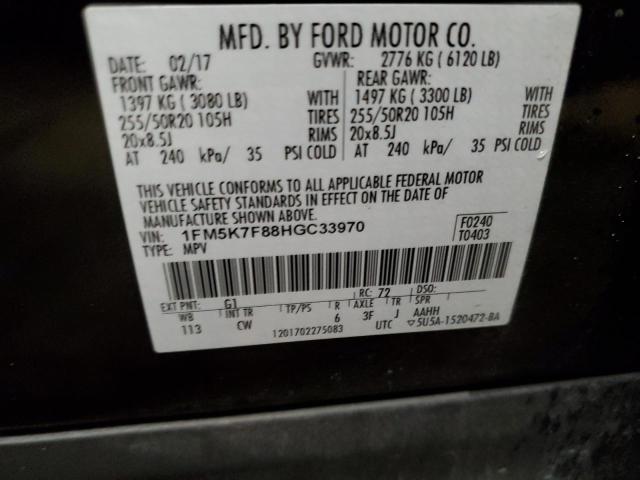 MFD. BY FORD MOTOR CO.
DATE: 02/17 GVWR: 2776 KG ( 6120 LB)
FRONT GAWR: REAR GAWR:
1397 KG ( 3080 LB) WITH 1497 KG ( 3300 LB) WITH
255/50R20 105H TIRES 255/50R20 105H TIRES
20x8.5J RIMS 20x8.5J RIMS
AT 240 kPa/ 35 PSI COLD AT 240 kPa/ 35 PSI COLD
THIS VEHICLE CONFORMS TO ALL APPLICABLE FEDERAL MOTOR
VEHICLE SAFETY STANDARDS IN EFFECT ON THE DATE OF
MANUFACTURE SHOWN ABOVE.
VIN: 1FM5K7F88HGC33970 F0240
TYPE: MPV T0403
EXT PNT: G1 RC: 72 DSO:
WB INT TR TP/PS R AXLE TR SPR
113 CW 6 3F J AAHH
1201702275083 UTC ▽5U5A-1520472-BA